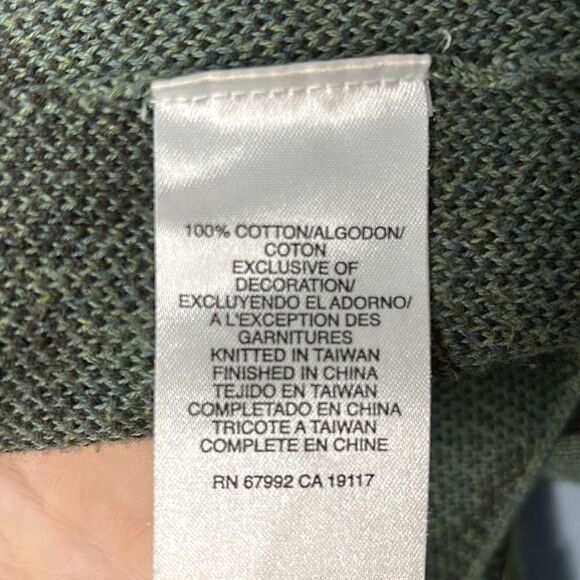 100% COTTON/ALGODON/
COTON
EXCLUSIVE OF
DECORATION/
EXCLUYENDO EL ADORNO/
A L'EXCEPTION DES
GARNITURES
KNITTED IN TAIWAN
FINISHED IN CHINA
TEJIDO EN TAIWAN
COMPLETADO EN CHINA
TRICOTE A TAIWAN
COMPLETE EN CHINE
RN 67992 CA 19117